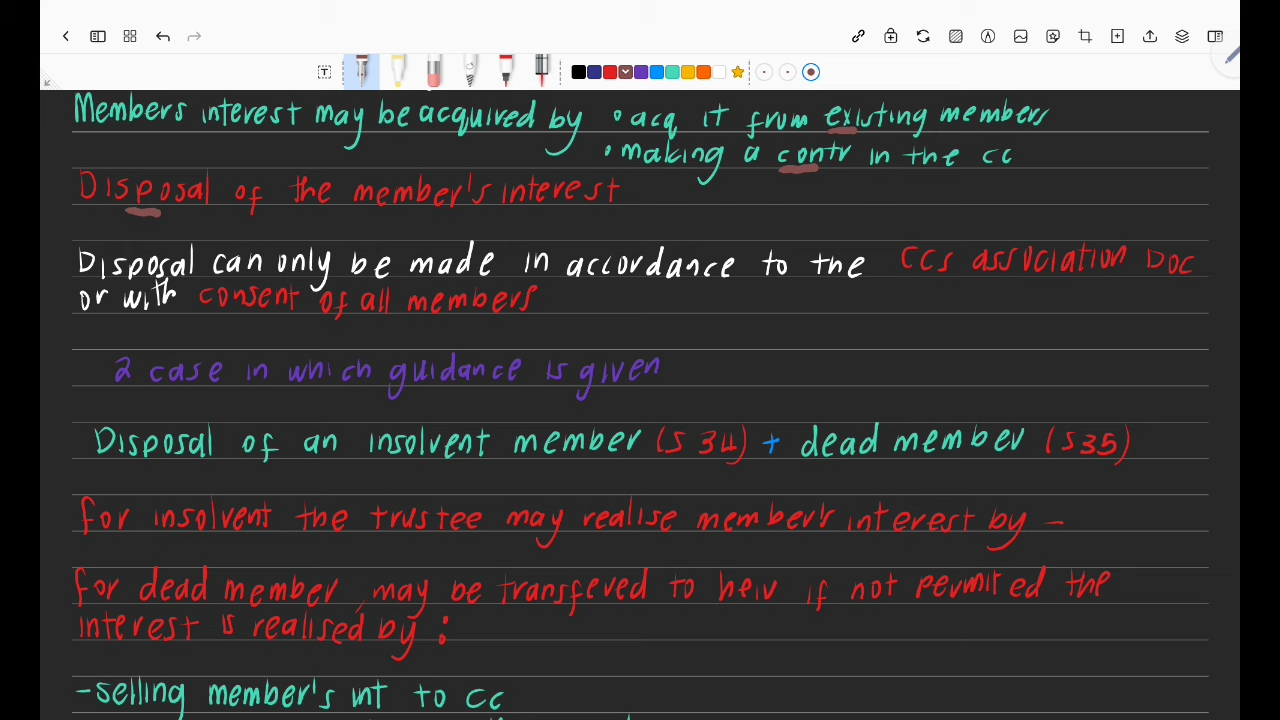 Members interest may be acquired by • acq it from existing members
• making a contr in the cc
Disposal of the member's interest
Disposal can only be made in accordance to the CCs association Doc
or with consent of all members
2 case in which guidance is given
Disposal of an insolvent member (s 34) + dead member (s35)
for insolvent the trustee may realise member's interest by –
for dead member, may be transfered to heir if not permited the
interest is realised by :
- selling member's int to CC